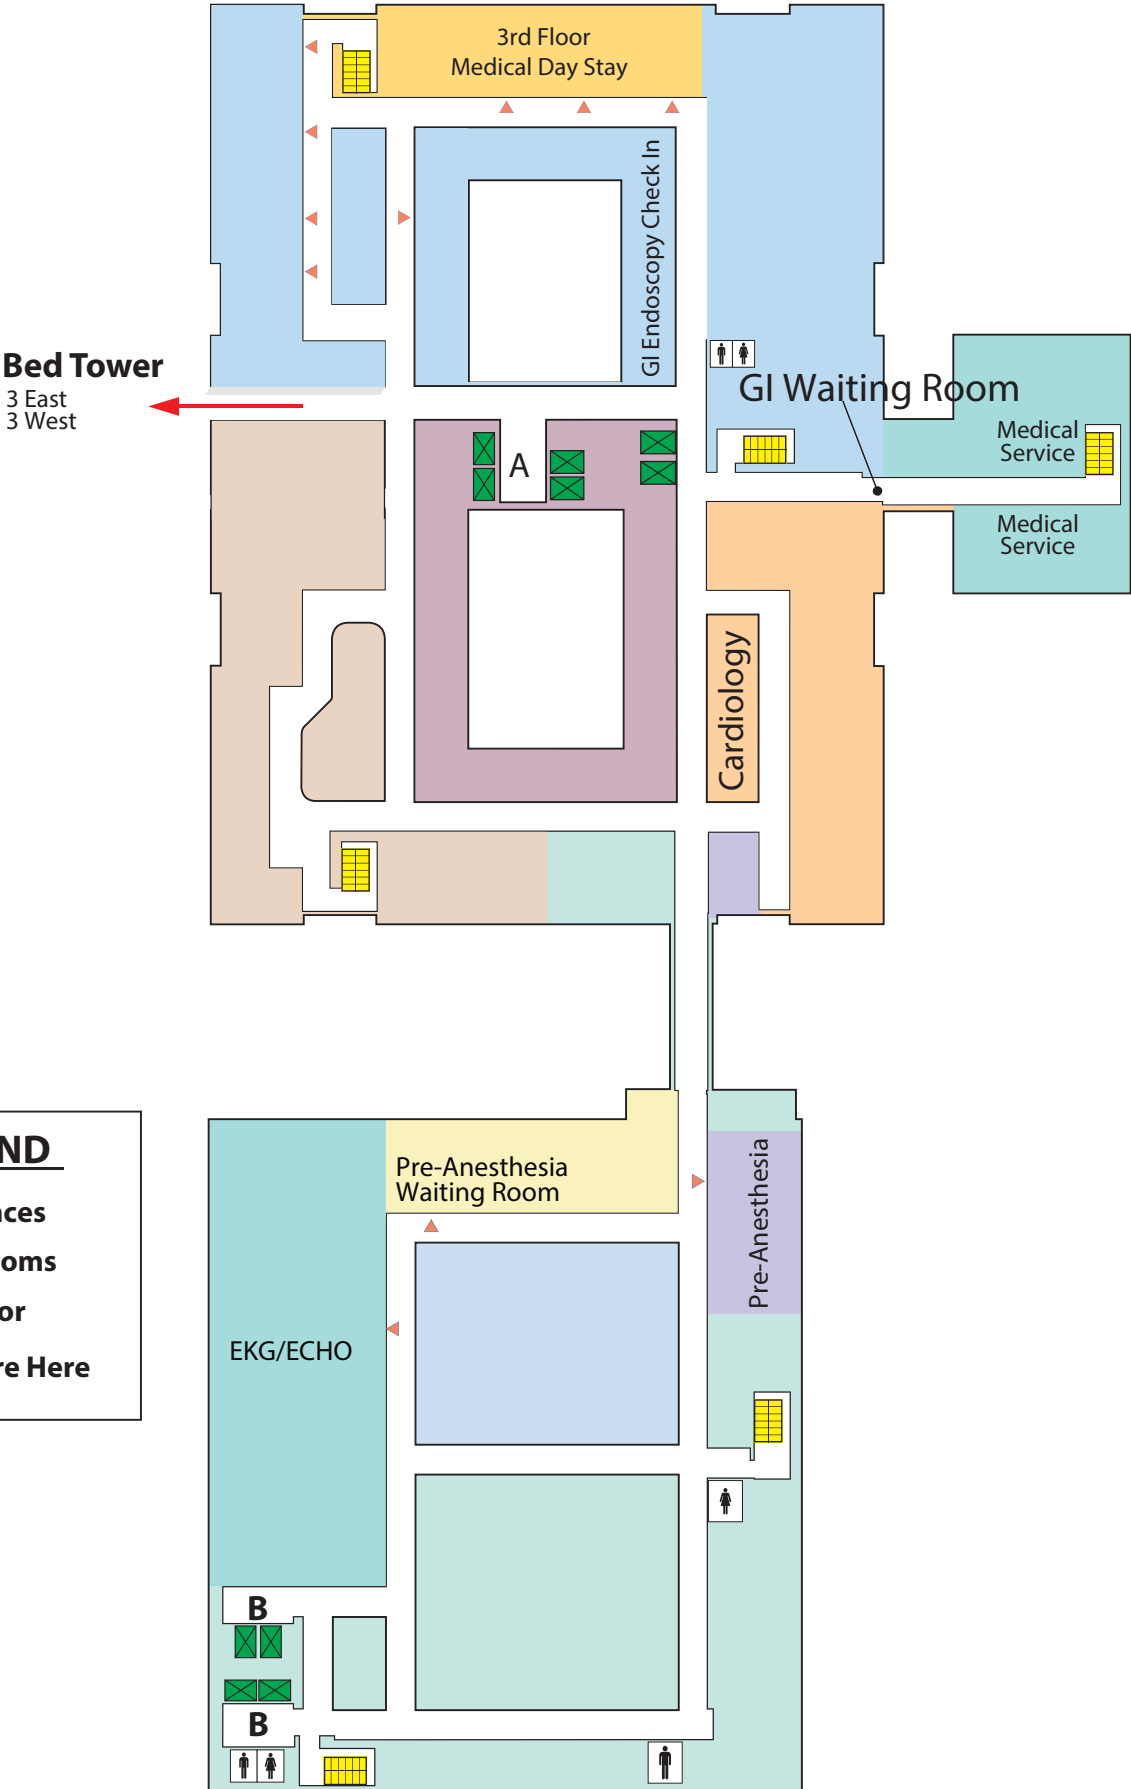 3rd Floor
Medical Day Stay
GI Endoscopy Check In
Bed Tower
3 East
3 West
GI Waiting Room
Medical
Service
A
Medical
Service
Cardiology
Pre-Anesthesia
Waiting Room
Pre-Anesthesia
EKG/ECHO
ND
ces
oms
or
re Here
B
B